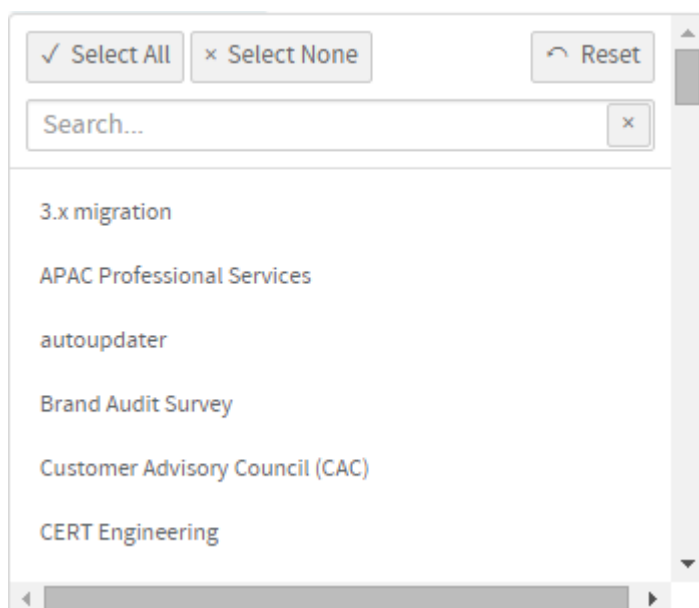 ✓ Select All × Select None Reset
Search... ×
3.x migration
APAC Professional Services
autoupdater
Brand Audit Survey
Customer Advisory Council (CAC)
CERT Engineering